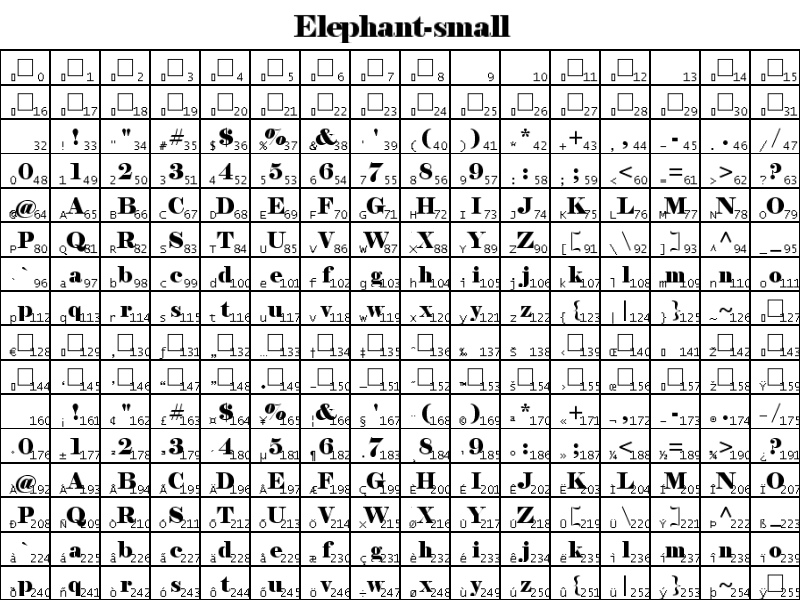 Elephant-small
▯ □ 0 ▯ □ 1 ▯ □ 2 ▯ □ 3 ▯ □ 4 ▯ □ 5 ▯ □ 6 ▯ □ 7 ▯ □ 8 9 10 ▯ □ 11 ▯ □ 12 13 ▯ □ 14 ▯ □ 15
▯ □ 16 ▯ □ 17 ▯ □ 18 ▯ □ 19 ▯ □ 20 ▯ □ 21 ▯ □ 22 ▯ □ 23 ▯ □ 24 ▯ □ 25 ▯ □ 26 ▯ □ 27 ▯ □ 28 ▯ □ 29 ▯ □ 30 ▯ □ 31
32 ! ! 33 " " 34 # # 35 $ $ 36 % % 37 & & 38 ' ' 39 ( ( 40 ) ) 41 * * 42 + + 43 , , 44 - - 45 . . 46 / / 47
0 0 48 1 1 49 2 2 50 3 3 51 4 4 52 5 5 53 6 6 54 7 7 55 8 8 56 9 9 57 : : 58 ; ; 59 < < 60 = = 61 > > 62 ? ? 63
@ @ 64 A A 65 B B 66 C C 67 D D 68 E E 69 F F 70 G G 71 H H 72 I I 73 J J 74 K K 75 L L 76 M M 77 N N 78 O O 79
P P 80 Q Q 81 R R 82 S S 83 T T 84 U U 85 V V 86 W W 87 X X 88 Y Y 89 Z Z 90 [ [ 91 \ \ 92 ] ] 93 ^ ^ 94 _ _ 95
` ` 96 a a 97 b b 98 c c 99 d d 100 e e 101 f f 102 g g 103 h h 104 i i 105 j j 106 k k 107 l l 108 m m 109 n n 110 o o 111
p p 112 q q 113 r r 114 s s 115 t t 116 u u 117 v v 118 w w 119 x x 120 y y 121 z z 122 { { 123 | | 124 } } 125 ~ ~ 126 ▯ □ 127
€ □ 128 ▯ □ 129 ‚ □ 130 ƒ □ 131 „ □ 132 … □ 133 † □ 134 ‡ □ 135 ˆ □ 136 ‰ 137 Š 138 ‹ □ 139 Œ □ 140 ▯ 141 Ž □ 142 ▯ □ 143
▯ □ 144 ‘ □ 145 ’ □ 146 “ □ 147 ” □ 148 • □ 149 – □ 150 — □ 151 ˜ □ 152 ™ □ 153 š □ 154 › □ 155 œ □ 156 ▯ □ 157 ž □ 158 Ÿ □ 159
160 ¡ ! 161 ¢ " 162 £ # 163 ¤ $ 164 ¥ % 165 ¦ & 166 § ' 167 ¨ ( 168 © ) 169 ª * 170 « + 171 ¬ , 172 - - 173 ® . 174 ¯ / 175
° 0 176 ± 1 177 ² 2 178 ³ 3 179 ´ 4 180 µ 5 181 ¶ 6 182 · 7 183 ¸ 8 184 ¹ 9 185 º : 186 » ; 187 ¼ < 188 ½ = 189 ¾ > 190 ¿ ? 191
À @ 192 Á A 193 Â B 194 Ã C 195 Ä D 196 Å E 197 Æ F 198 Ç G 199 È H 200 É I 201 Ê J 202 Ë K 203 Ì L 204 Í M 205 Î N 206 Ï O 207
Ð P 208 Ñ Q 209 Ò R 210 Ó S 211 Ô T 212 Õ U 213 Ö V 214 × W 215 Ø X 216 Ù Y 217 Ú Z 218 Û [ 219 Ü \ 220 Ý ] 221 Þ ^ 222 ß _ 223
à ` 224 á a 225 â b 226 ã c 227 ä d 228 å e 229 æ f 230 ç g 231 è h 232 é i 233 ê j 234 ë k 235 ì l 236 í m 237 î n 238 ï o 239
ð p 240 ñ q 241 ò r 242 ó s 243 ô t 244 õ u 245 ö v 246 ÷ w 247 ø x 248 ù y 249 ú z 250 û { 251 ü | 252 ý } 253 þ ~ 254 ÿ □ 255